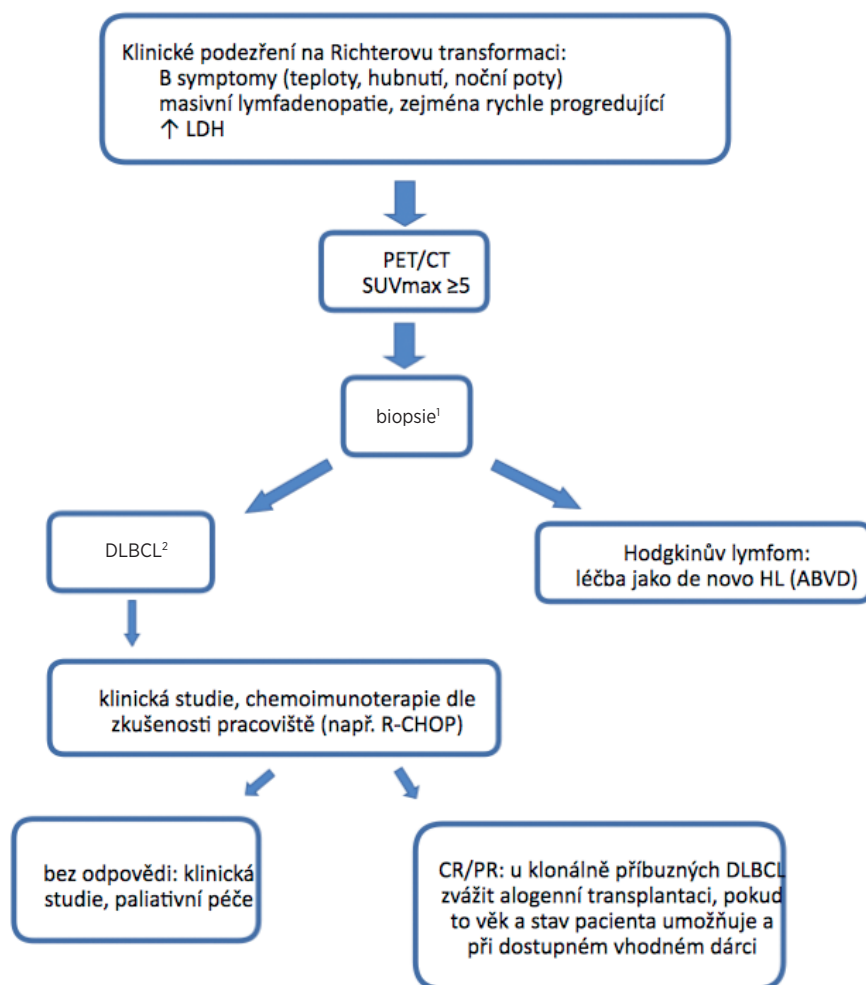 Klinické podezření na Richterovu transformaci:
B symptomy (teploty, hubnutí, noční poty)
masivní lymfadenopatie, zejména rychle progredující
↑ LDH
PET/CT
SUVmax ≥5
biopsie¹
DLBCL²
Hodgkinův lymfom:
léčba jako de novo HL (ABVD)
klinická studie, chemoimunoterapie dle
zkušenosti pracoviště (např. R-CHOP)
bez odpovědi: klinická
studie, paliativní péče
CR/PR: u klonálně příbuzných DLBCL
zvážit alogenní transplantaci, pokud
to věk a stav pacienta umožňuje a
při dostupném vhodném dárci